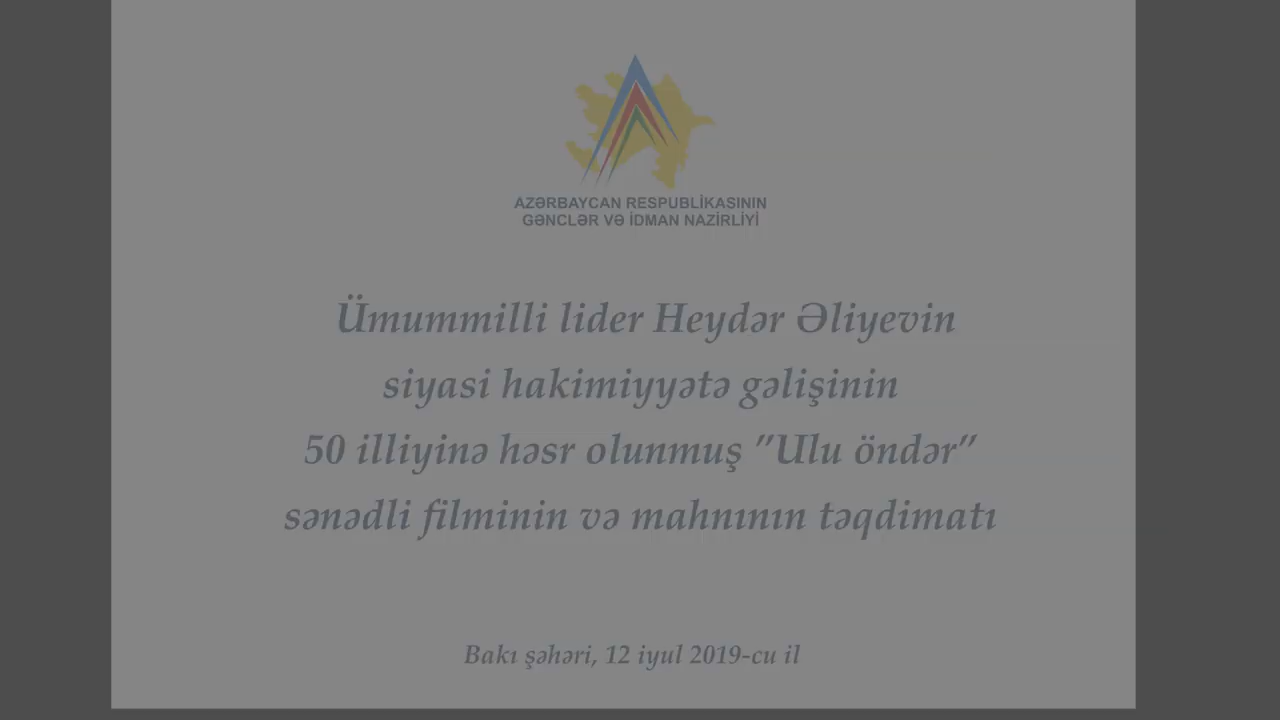 AZƏRBAYCAN RESPUBLİKASININ
GƏNCLƏR VƏ İDMAN NAZİRLİYİ
Ümummilli lider Heydər Əliyevin
siyasi hakimiyyətə gəlişinin
50 illiyinə həsr olunmuş ”Ulu öndər”
sənədli filminin və mahnının təqdimatı
Bakı şəhəri, 12 iyul 2019-cu il